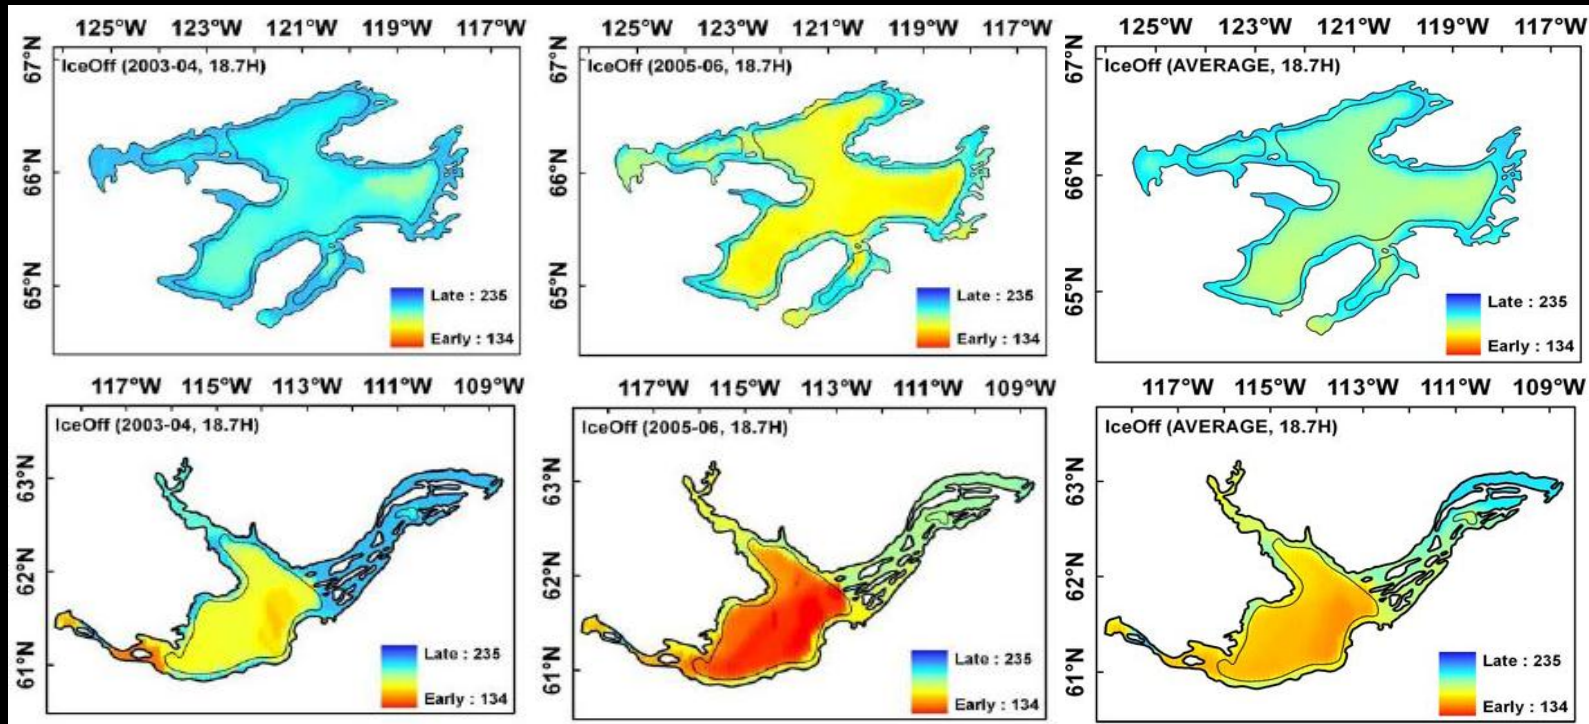 125°W 123°W 121°W 119°W 117°W
67°N
66°N
65°N
IceOff (2003-04, 18.7H)
Late : 235
Early : 134
125°W 123°W 121°W 119°W 117°W
67°N
66°N
65°N
IceOff (2005-06, 18.7H)
Late : 235
Early : 134
125°W 123°W 121°W 119°W 117°W
67°N
66°N
65°N
IceOff (AVERAGE, 18.7H)
Late : 235
Early : 134
117°W 115°W 113°W 111°W 109°W
63°N
62°N
61°N
IceOff (2003-04, 18.7H)
Late : 235
Early : 134
117°W 115°W 113°W 111°W 109°W
63°N
62°N
61°N
IceOff (2005-06, 18.7H)
Late : 235
Early : 134
117°W 115°W 113°W 111°W 109°W
63°N
62°N
61°N
IceOff (AVERAGE, 18.7H)
Late : 235
Early : 134